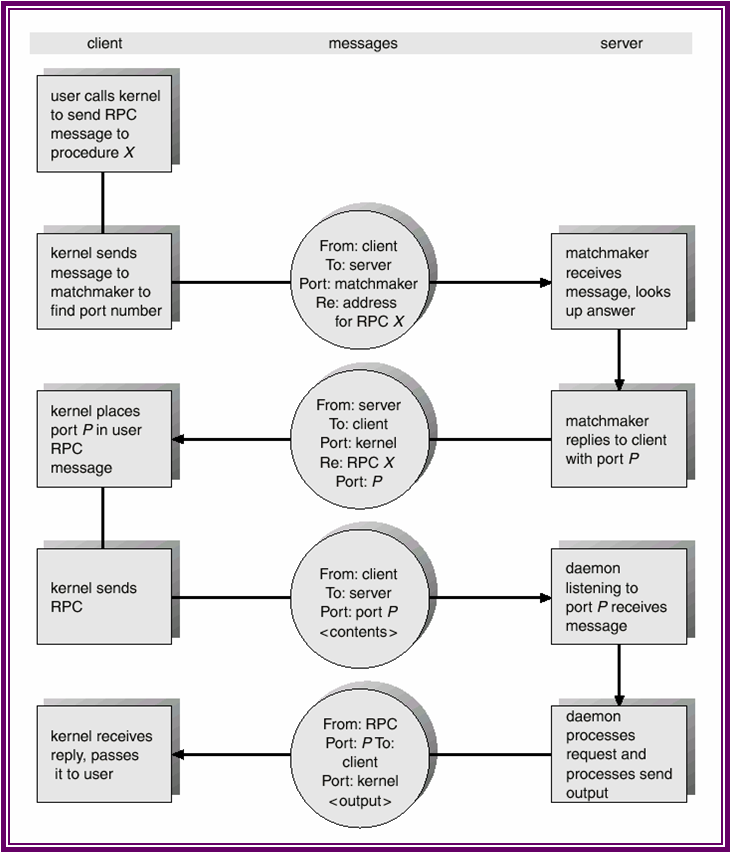 client
messages
server
user calls kernel
to send RPC
message to
procedure X
kernel sends
message to
matchmaker to
find port number
From: client
To: server
Port: matchmaker
Re: address
for RPC X
matchmaker
receives
message, looks
up answer
kernel places
port P in user
RPC
message
From: server
To: client
Port: kernel
Re: RPC X
Port: P
matchmaker
replies to client
with port P
kernel sends
RPC
From: client
To: server
Port: port P
<contents>
daemon
listening to
port P receives
message
kernel receives
reply, passes
it to user
From: RPC
Port: P To:
client
Port: kernel
<output>
daemon
processes
request and
processes send
output